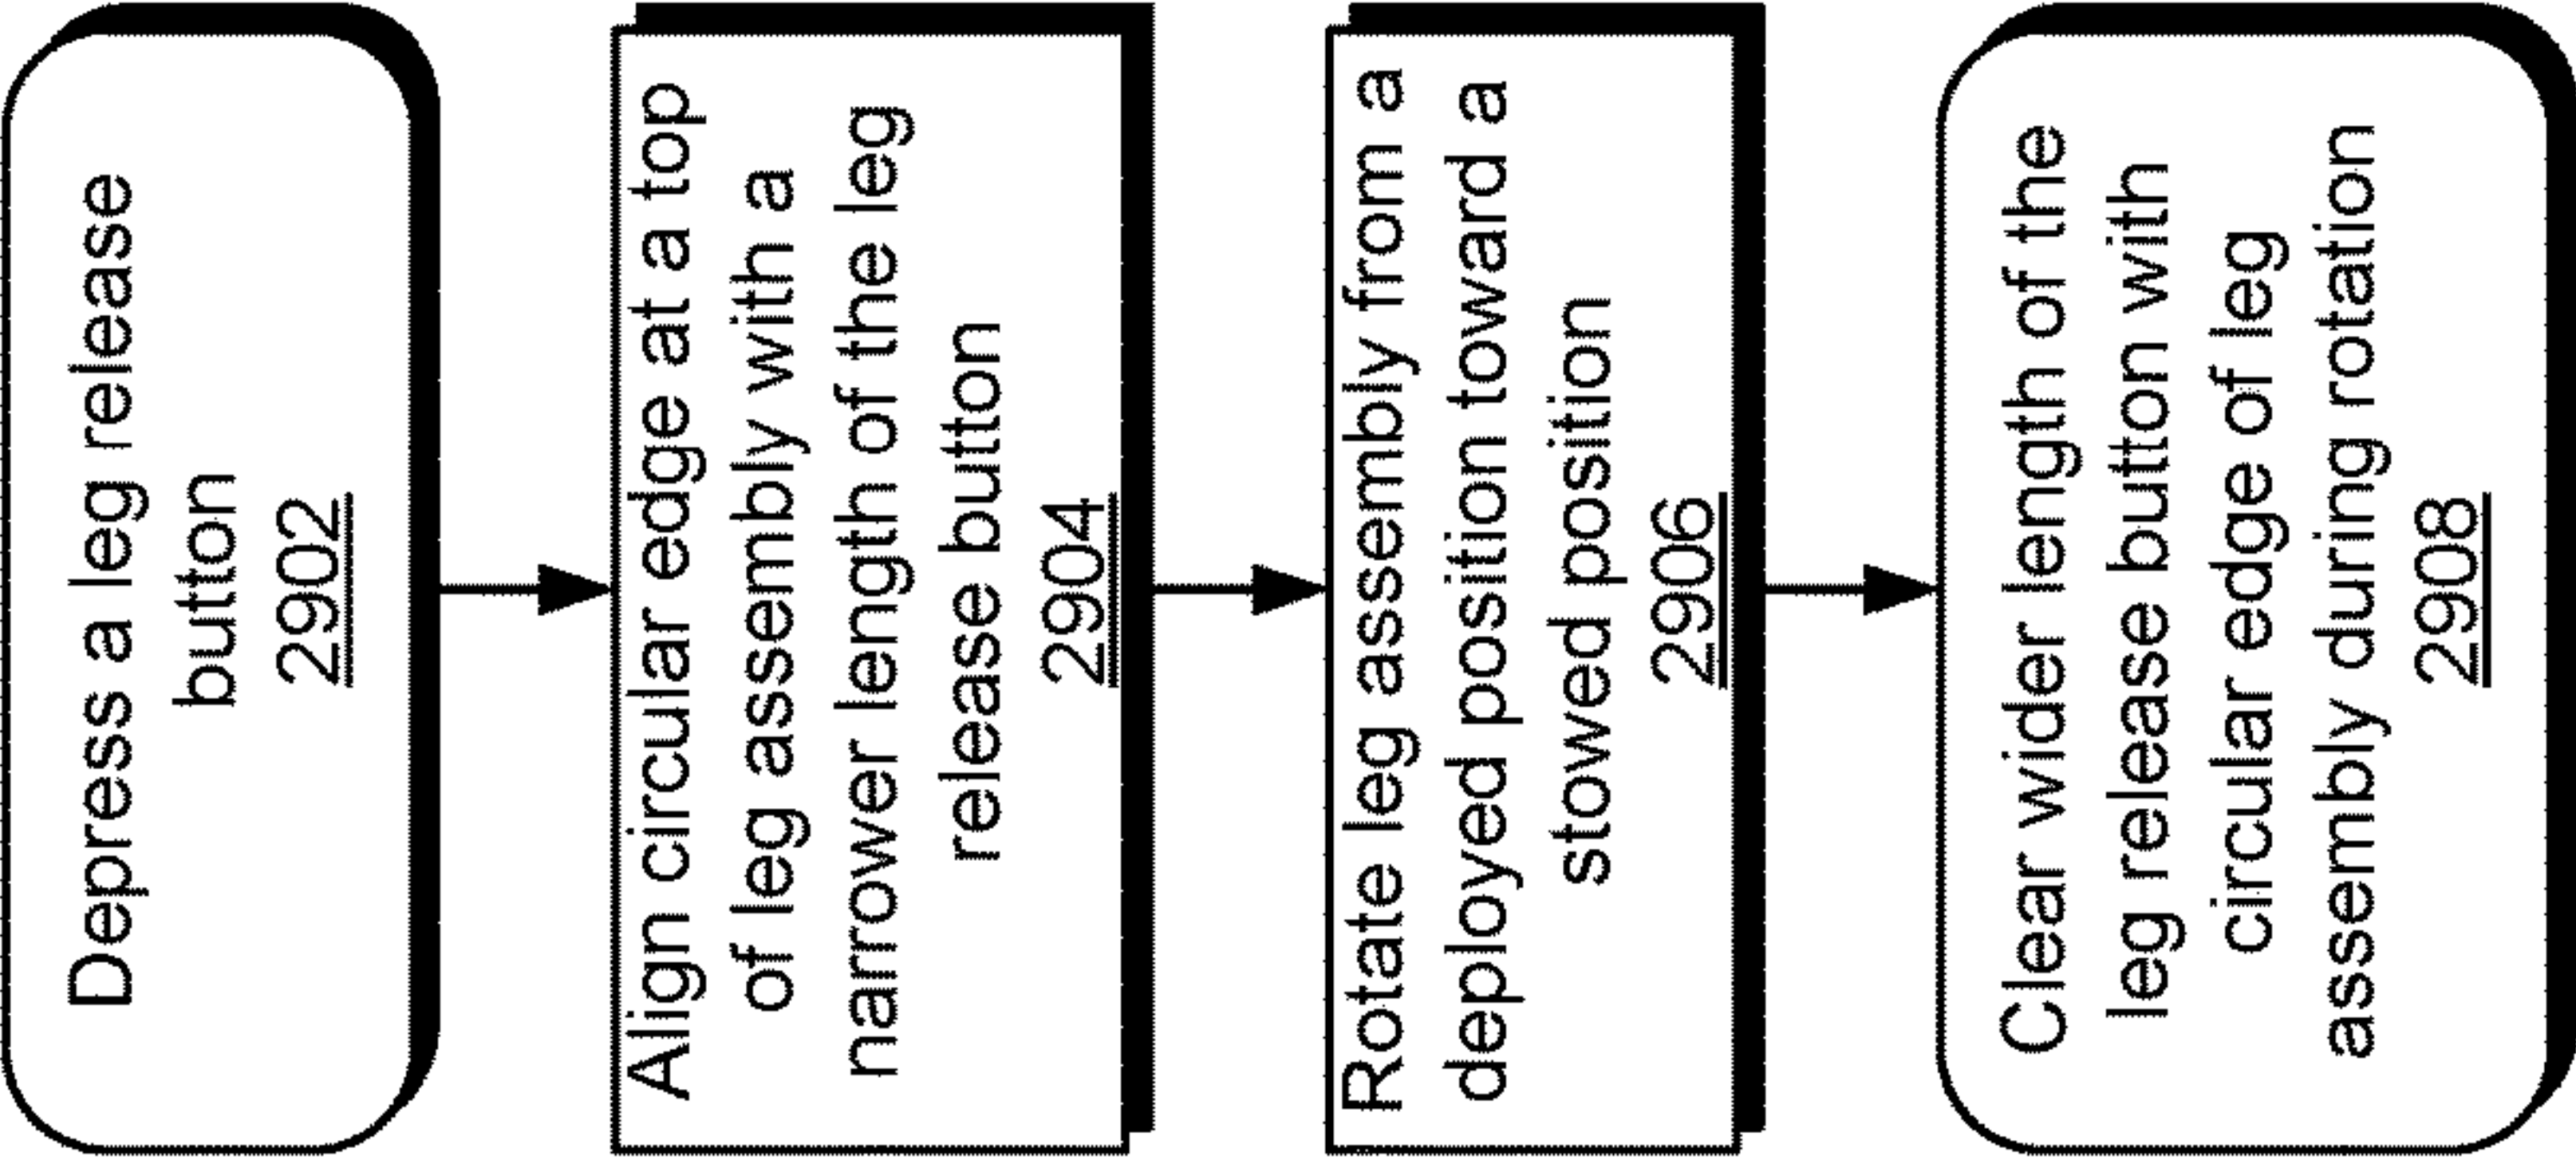 Depress a leg release
button
2902
Align circular edge at a top
of leg assembly with a
narrower length of the leg
release button
2904
Rotate leg assembly from a
deployed position toward a
stowed position
2906
Clear wider length of the
leg release button with
circular edge of leg
assembly during rotation
2908